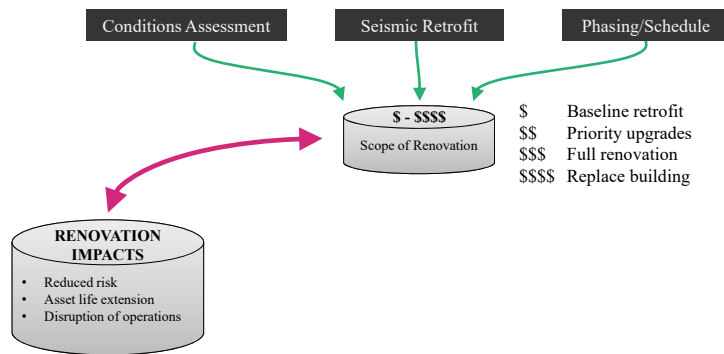 Conditions Assessment
Seismic Retrofit
Phasing/Schedule
$ - $$$$
Scope of Renovation
$ Baseline retrofit
$$ Priority upgrades
$$$ Full renovation
$$$$ Replace building
RENOVATION
IMPACTS
• Reduced risk
• Asset life extension
• Disruption of operations